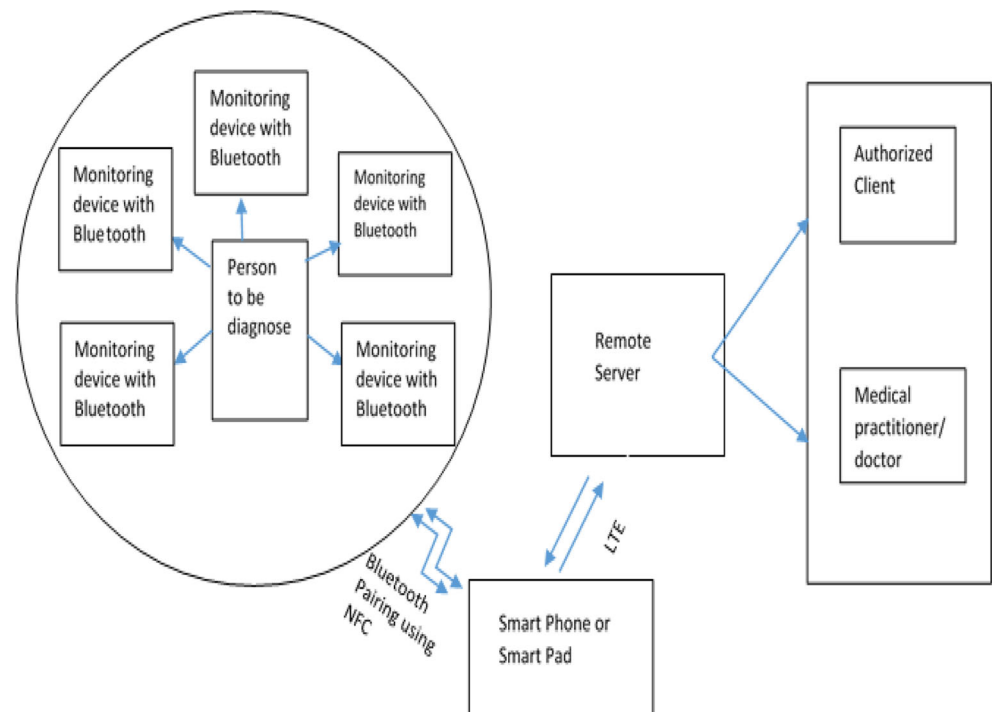 Monitoring
device with
Bluetooth
Monitoring
device with
Bluetooth
Monitoring
device with
Bluetooth
Person
to be
diagnose
Monitoring
device with
Bluetooth
Monitoring
device with
Bluetooth
Bluetooth
Pairing using
NFC
Smart Phone or
Smart Pad
LTE
Remote
Server
Authorized
Client
Medical
practitioner/
doctor